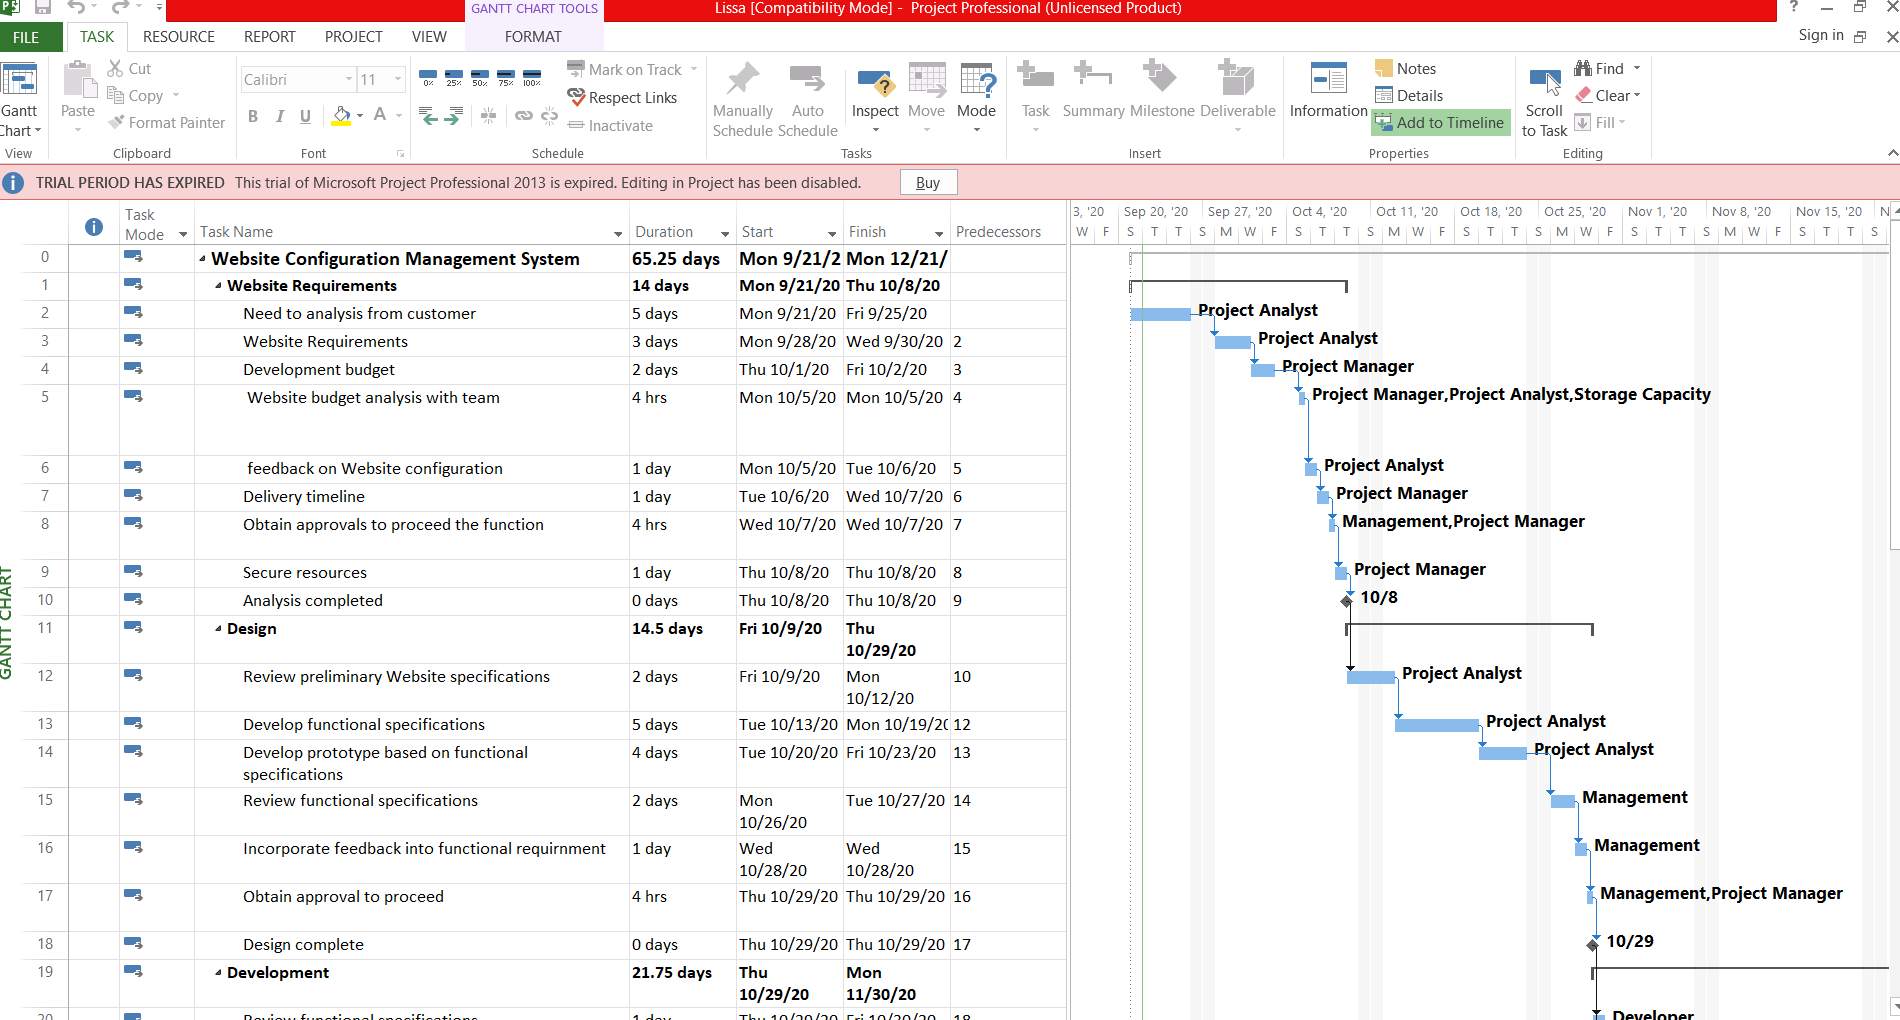 GANTT CHART TOOLS
Lissa [Compatibility Mode] - Project Professional (Unlicensed Product)
?
FILE
TASK
RESOURCE
REPORT
PROJECT
VIEW
FORMAT
Sign in
Gantt
Chart
View
Paste
Cut
Copy
Format Painter
Clipboard
Calibri
11
B I U
A
Font
0% 25% 50% 75% 100%
Mark on Track
Respect Links
Inactivate
Schedule
Manually
Schedule
Auto
Schedule
Inspect
Move
Mode
Tasks
Task
Summary
Milestone
Deliverable
Insert
Information
Notes
Details
Add to Timeline
Properties
Scroll
to Task
Find
Clear
Fill
Editing
TRIAL PERIOD HAS EXPIRED This trial of Microsoft Project Professional 2013 is expired. Editing in Project has been disabled.
Buy
Task
Mode
Task Name
Duration
Start
Finish
Predecessors
3, '20 Sep 20, '20 Sep 27, '20 Oct 4, '20 Oct 11, '20 Oct 18, '20 Oct 25, '20 Nov 1, '20 Nov 8, '20 Nov 15, '20 N
W F S T T S M W F S T T S M W F S T T S M W F S T T S M W F S T T S
0 Website Configuration Management System 65.25 days Mon 9/21/2 Mon 12/21/
1 Website Requirements 14 days Mon 9/21/20 Thu 10/8/20
2 Need to analysis from customer 5 days Mon 9/21/20 Fri 9/25/20
Project Analyst
3 Website Requirements 3 days Mon 9/28/20 Wed 9/30/20 2
Project Analyst
4 Development budget 2 days Thu 10/1/20 Fri 10/2/20 3
Project Manager
5 Website budget analysis with team 4 hrs Mon 10/5/20 Mon 10/5/20 4
Project Manager,Project Analyst,Storage Capacity
6 feedback on Website configuration 1 day Mon 10/5/20 Tue 10/6/20 5
Project Analyst
7 Delivery timeline 1 day Tue 10/6/20 Wed 10/7/20 6
Project Manager
8 Obtain approvals to proceed the function 4 hrs Wed 10/7/20 Wed 10/7/20 7
Management,Project Manager
9 Secure resources 1 day Thu 10/8/20 Thu 10/8/20 8
Project Manager
10 Analysis completed 0 days Thu 10/8/20 Thu 10/8/20 9
10/8
11 Design 14.5 days Fri 10/9/20 Thu
10/29/20
12 Review preliminary Website specifications 2 days Fri 10/9/20 Mon
10/12/20
10
Project Analyst
13 Develop functional specifications 5 days Tue 10/13/20 Mon 10/19/20 12
Project Analyst
14 Develop prototype based on functional
specifications
4 days Tue 10/20/20 Fri 10/23/20 13
Project Analyst
15 Review functional specifications 2 days Mon
10/26/20
Tue 10/27/20 14
Management
16 Incorporate feedback into functional requirnment 1 day Wed
10/28/20
Wed
10/28/20
15
Management
17 Obtain approval to proceed 4 hrs Thu 10/29/20 Thu 10/29/20 16
Management,Project Manager
18 Design complete 0 days Thu 10/29/20 Thu 10/29/20 17
10/29
19 Development 21.75 days Thu
10/29/20
Mon
11/30/20
20 Review functional specifications 1 day Thu 10/29/20 Fri 10/30/20 18
Developer
GANTT CHART